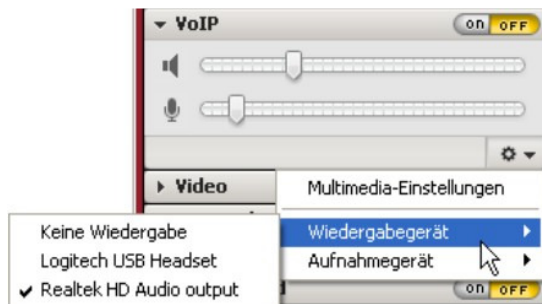 VoIP
on OFF
Video
Multimedia-Einstellungen
Keine Wiedergabe
Wiedergabegerät
Logitech USB Headset
Aufnahmegerät
Realtek HD Audio output
on OFF